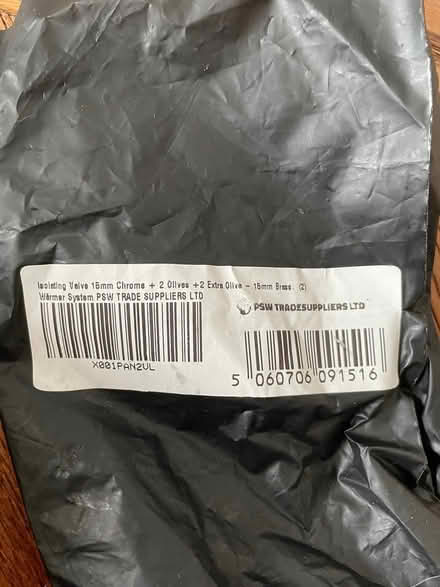 Isolating Valve 15mm Chrome + 2 Olives +2 Extra Olive - 15mm Brass. (2)
Warmer System PSW TRADE SUPPLIERS LTD
PSW TRADESUPPLIERS LTD
X001PAN2VL
5 060706 091516